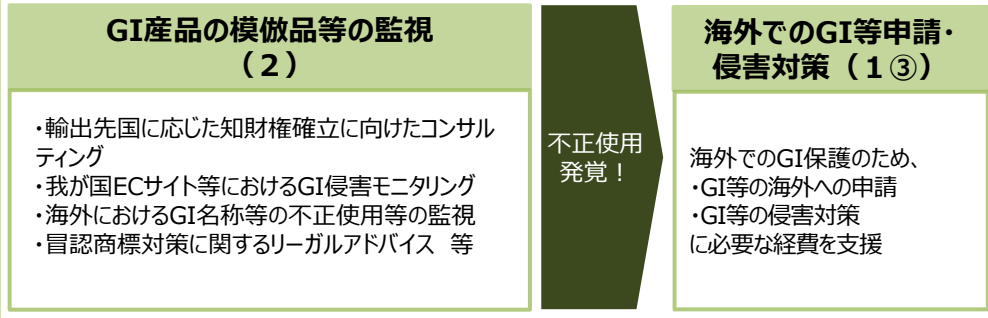 GI産品の模倣品等の監視
（２）
・輸出先国に応じた知財権確立に向けたコンサル
ティング
・我が国ECサイト等におけるGI侵害モニタリング
・海外におけるGI名称等の不正使用等の監視
・冒認商標対策に関するリーガルアドバイス　等
不正使用
発覚！
海外でのGI等申請・
侵害対策（１③）
海外でのGI保護のため、
・GI等の海外への申請
・GI等の侵害対策
に必要な経費を支援